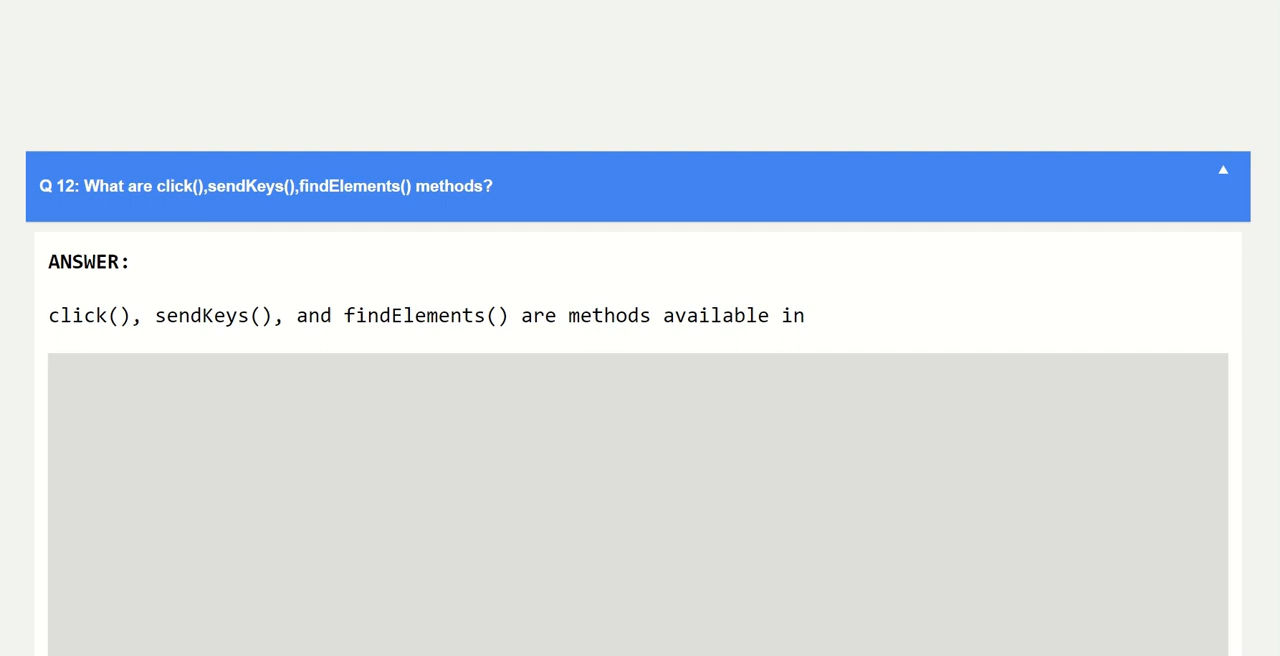 Q 12: What are click(),sendKeys(),findElements() methods?
▲
ANSWER:
click(), sendKeys(), and findElements() are methods available in